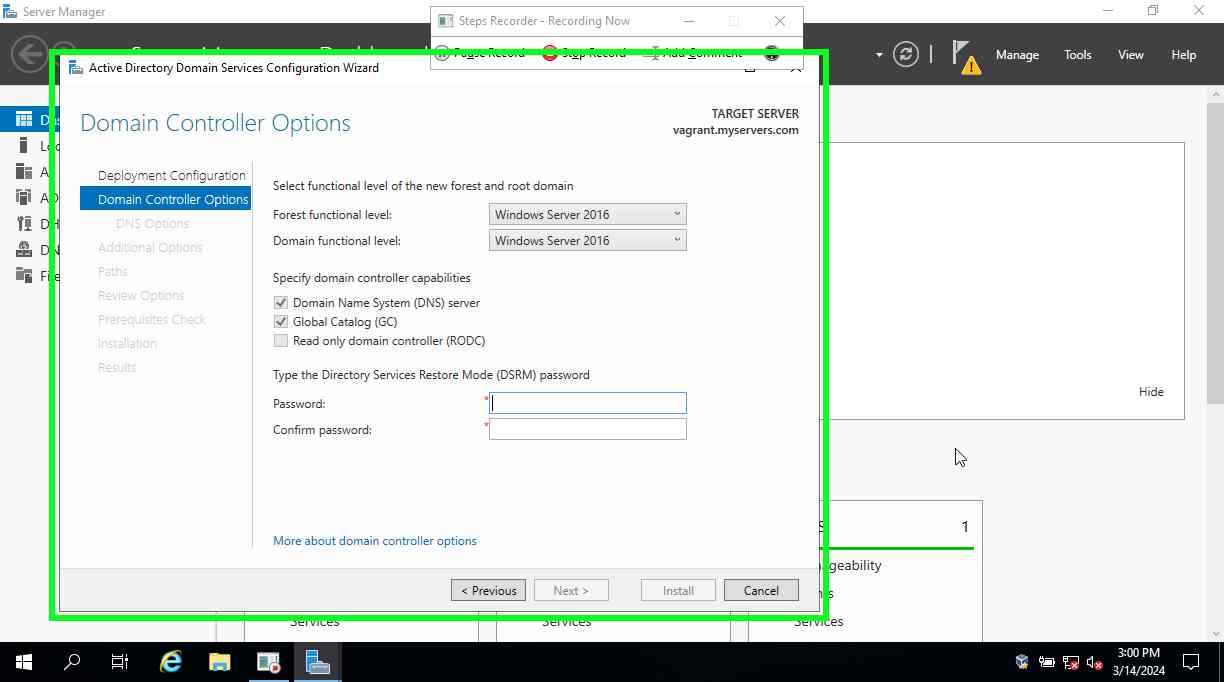 Server Manager
Steps Recorder - Recording Now
Pause Record Stop Record Add Comment
Manage Tools View Help
Active Directory Domain Services Configuration Wizard
Domain Controller Options
TARGET SERVER
vagrant.myservers.com
Deployment Configuration
Domain Controller Options
DNS Options
Additional Options
Paths
Review Options
Prerequisites Check
Installation
Results
Select functional level of the new forest and root domain
Forest functional level: Windows Server 2016
Domain functional level: Windows Server 2016
Specify domain controller capabilities
Domain Name System (DNS) server
Global Catalog (GC)
Read only domain controller (RODC)
Type the Directory Services Restore Mode (DSRM) password
Password: *
Confirm password: *
More about domain controller options
< Previous Next > Install Cancel
Hide
1
Services Services Services
3:00 PM
3/14/2024